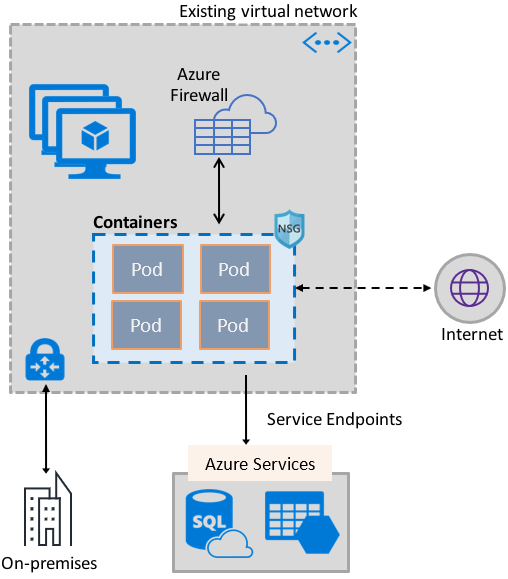 Existing virtual network
Azure
Firewall
Containers
NSG
Pod
Pod
Pod
Pod
Internet
Service Endpoints
Azure Services
SQL
On-premises